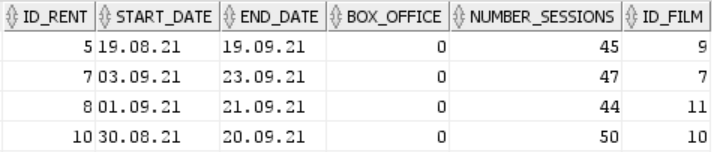 ID_RENT START_DATE END_DATE BOX_OFFICE NUMBER_SESSIONS ID_FILM
5 19.08.21 19.09.21 0 45 9
7 03.09.21 23.09.21 0 47 7
8 01.09.21 21.09.21 0 44 11
10 30.08.21 20.09.21 0 50 10